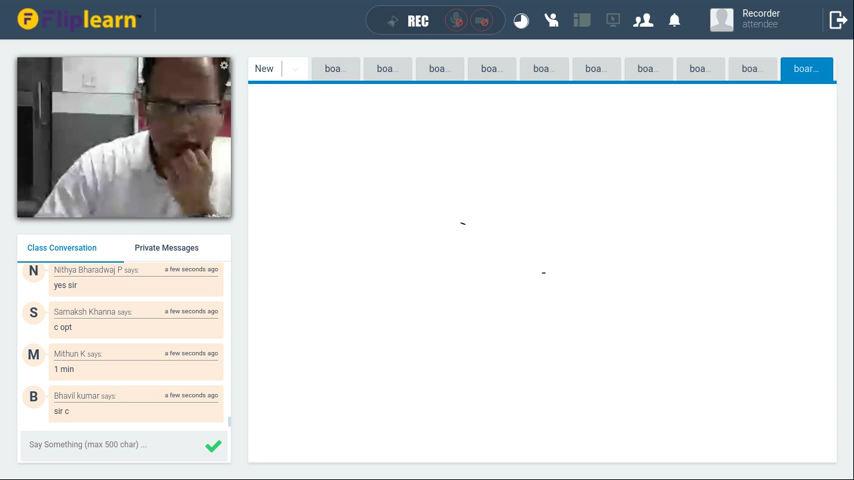 Fliplearn
REC
Recorder
attendee
New
boa...
boa...
boa...
boa...
boa...
boa...
boa...
boa...
boa...
boar...
Class Conversation
Private Messages
N
Nithya Bharadwaj P says:
a few seconds ago
yes sir
S
Samaksh Khanna says:
a few seconds ago
c opt
M
Mithun K says:
a few seconds ago
1 min
B
Bhavil kumar says:
a few seconds ago
sir c
Say Something (max 500 char) ...